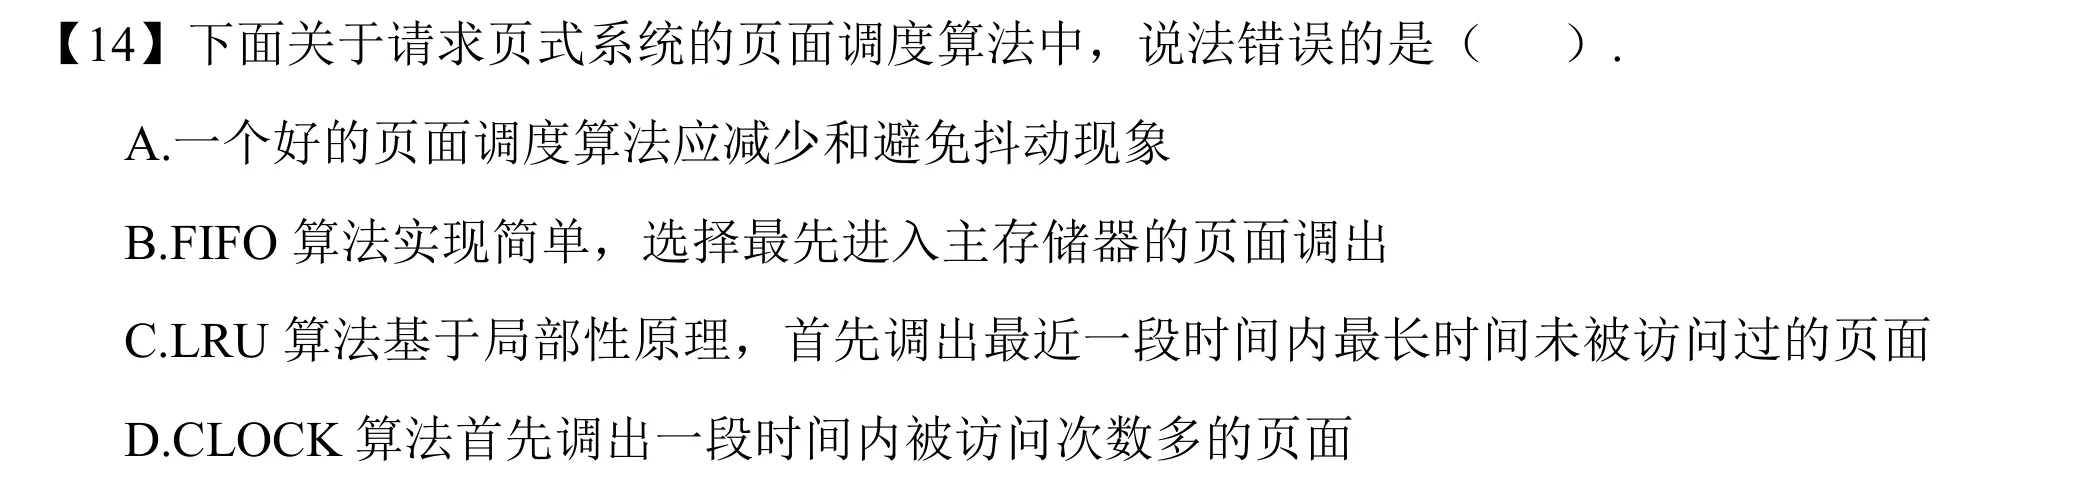 【14】下面关于请求页式系统的页面调度算法中，说法错误的是（　　）.
A.一个好的页面调度算法应减少和避免抖动现象
B.FIFO 算法实现简单，选择最先进入主存储器的页面调出
C.LRU 算法基于局部性原理，首先调出最近一段时间内最长时间未被访问过的页面
D.CLOCK 算法首先调出一段时间内被访问次数多的页面